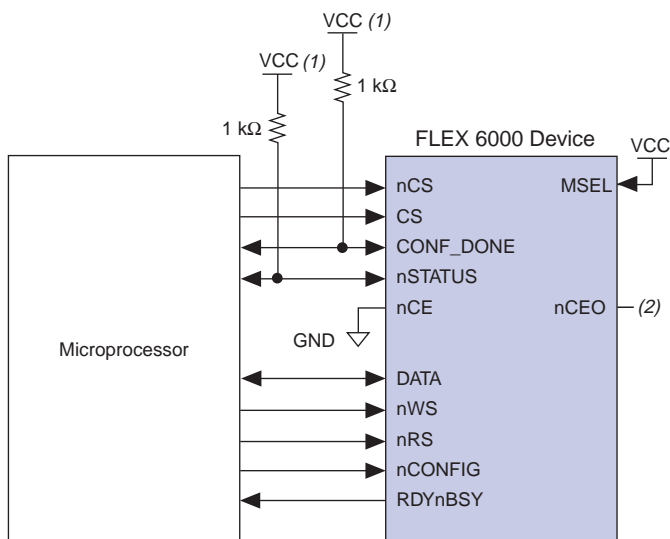 VCC (1)
VCC (1)
1 kΩ
1 kΩ
FLEX 6000 Device
VCC
nCS
MSEL
CS
CONF_DONE
nSTATUS
nCE
nCEO
(2)
GND
Microprocessor
DATA
nWS
nRS
nCONFIG
RDYnBSY